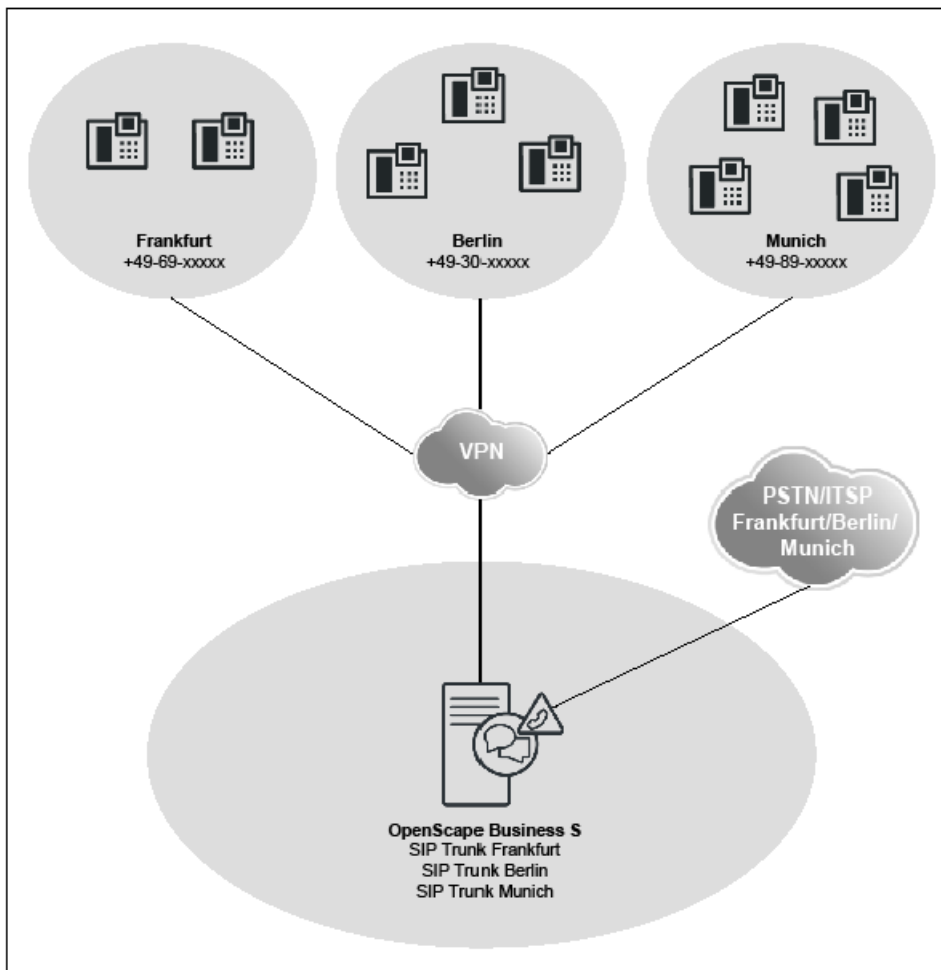 Frankfurt
+49-69-xxxxx
Berlin
+49-30-xxxxx
Munich
+49-89-xxxxx
VPN
PSTN/ITSP
Frankfurt/Berlin/
Munich
OpenScape Business S
SIP Trunk Frankfurt
SIP Trunk Berlin
SIP Trunk Munich